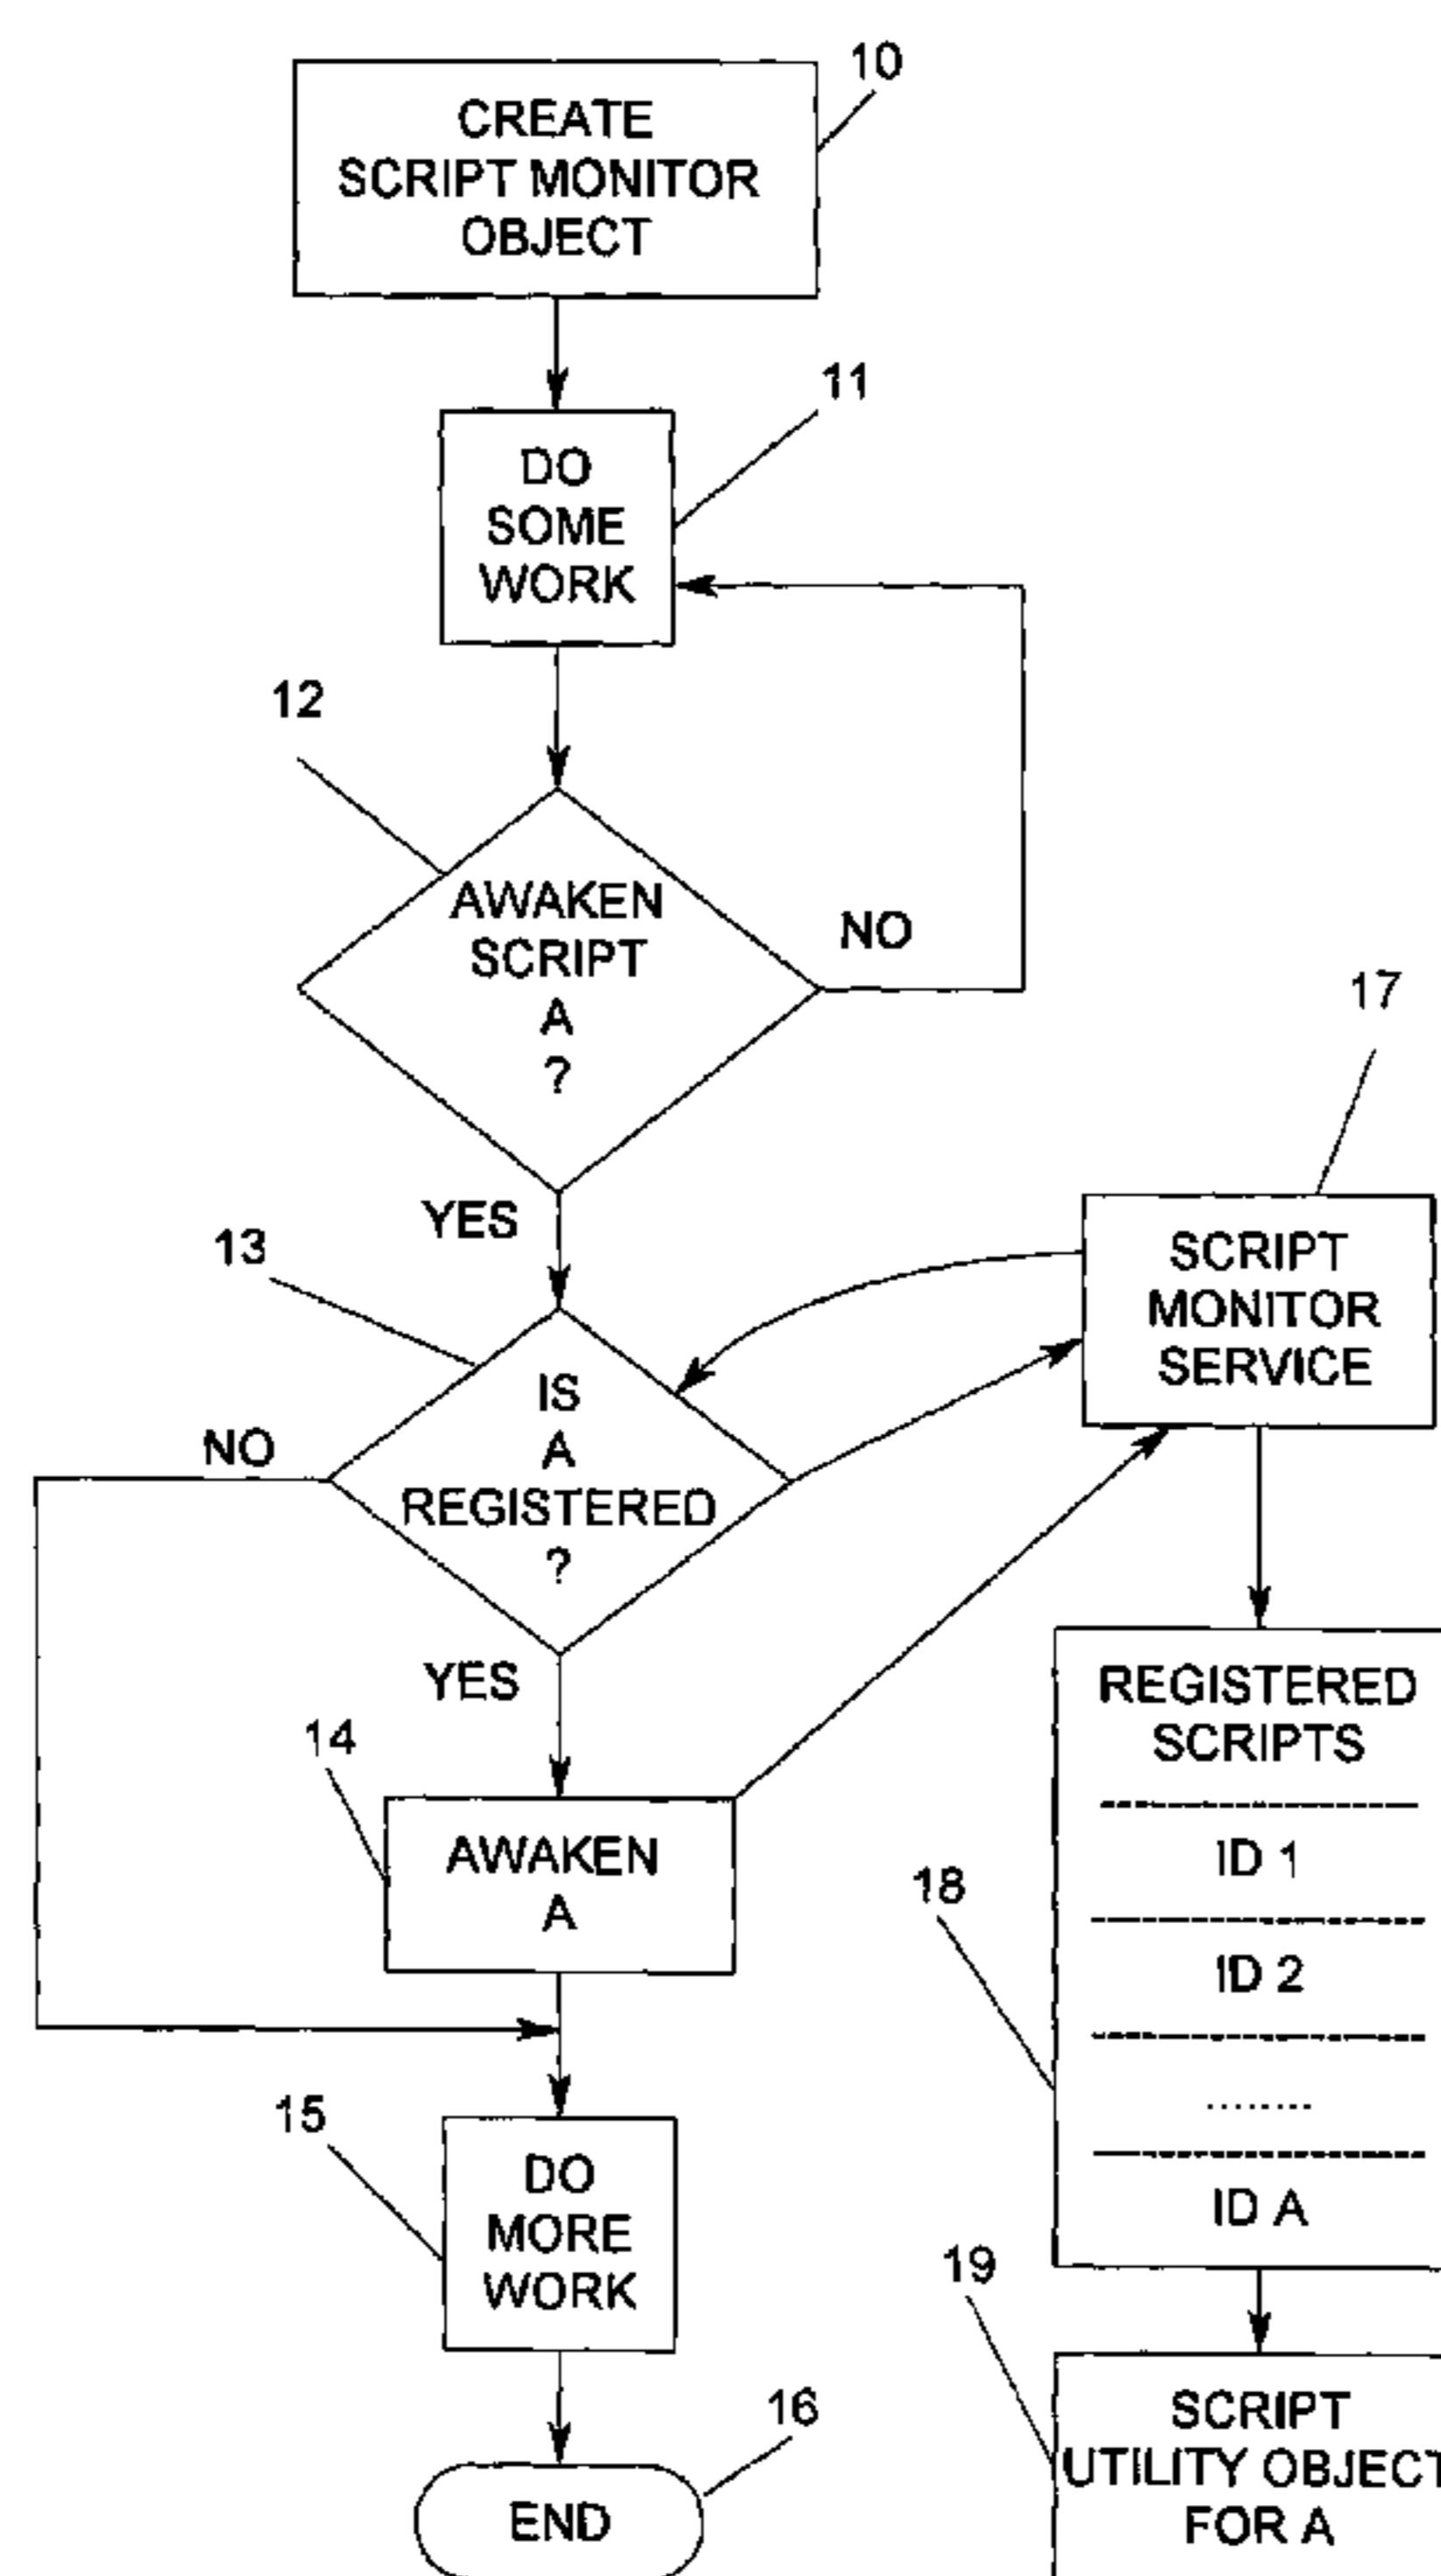 10
CREATE
SCRIPT MONITOR
OBJECT
11
DO
SOME
WORK
12
AWAKEN
SCRIPT
A
?
NO
YES
17
SCRIPT
MONITOR
SERVICE
13
IS
A
REGISTERED
?
NO
YES
14
AWAKEN
A
REGISTERED
SCRIPTS
ID 1
18
ID 2
........
ID A
15
DO
MORE
WORK
19
SCRIPT
UTILITY OBJECT
FOR A
16
END